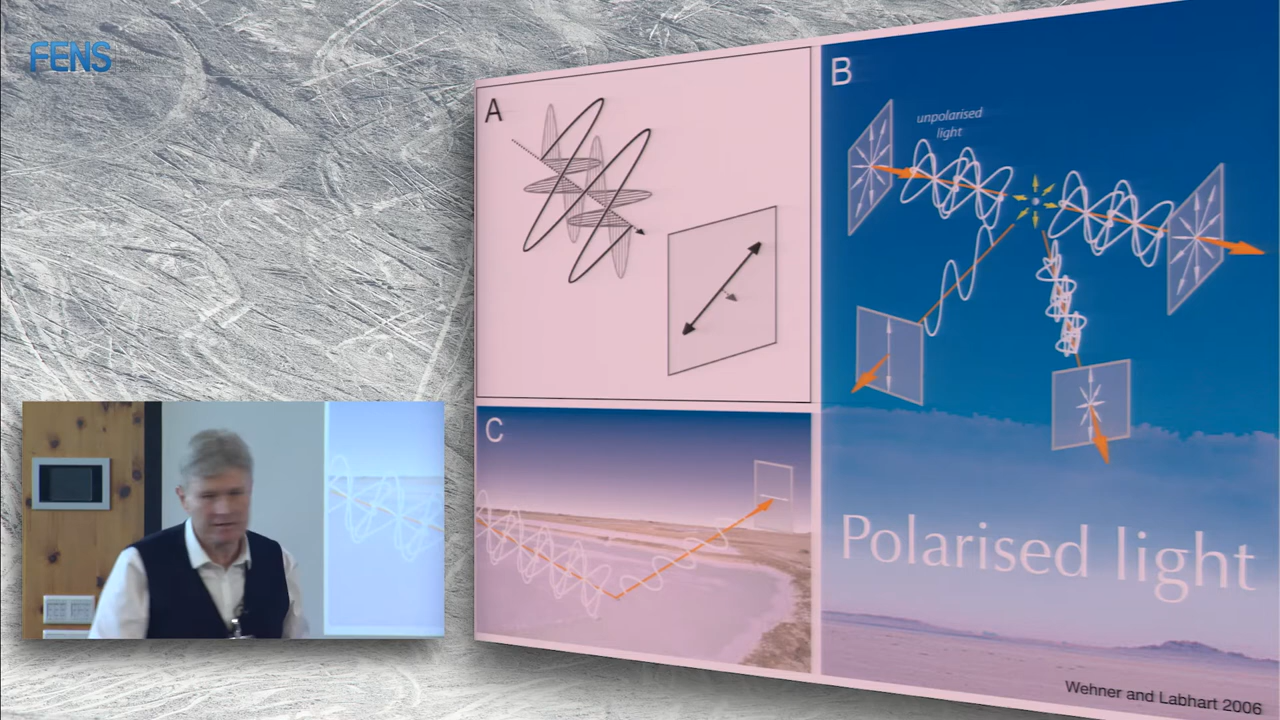 FENS
A
B
unpolarised
light
C
Polarised light
Wehner and Labhart 2006